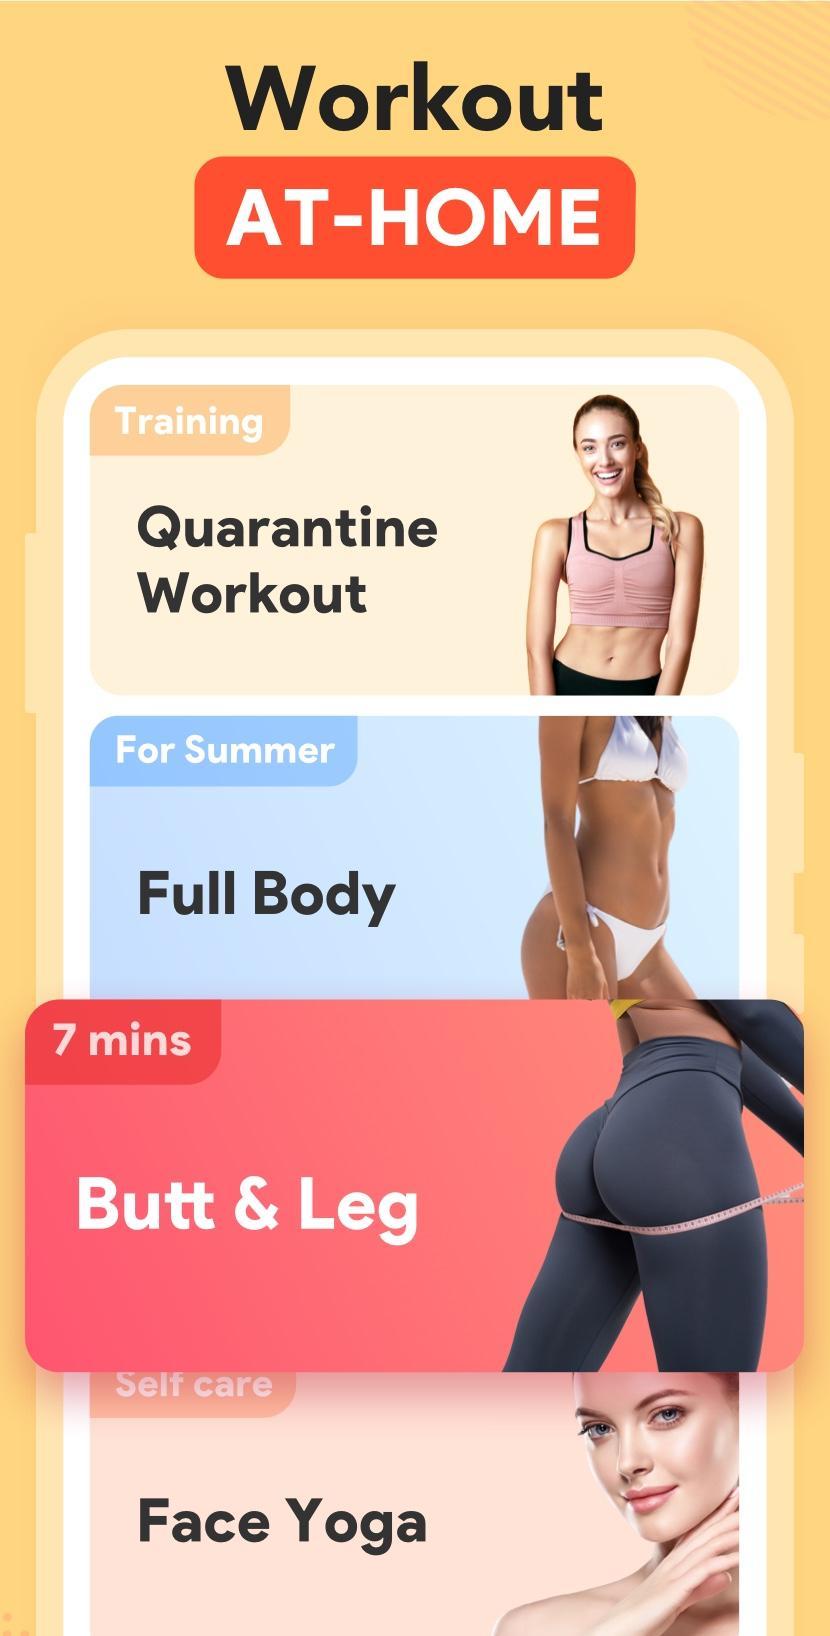 Workout
AT-HOME
Training
Quarantine
Workout
For Summer
Full Body
7 mins
Butt & Leg
Self care
Face Yoga